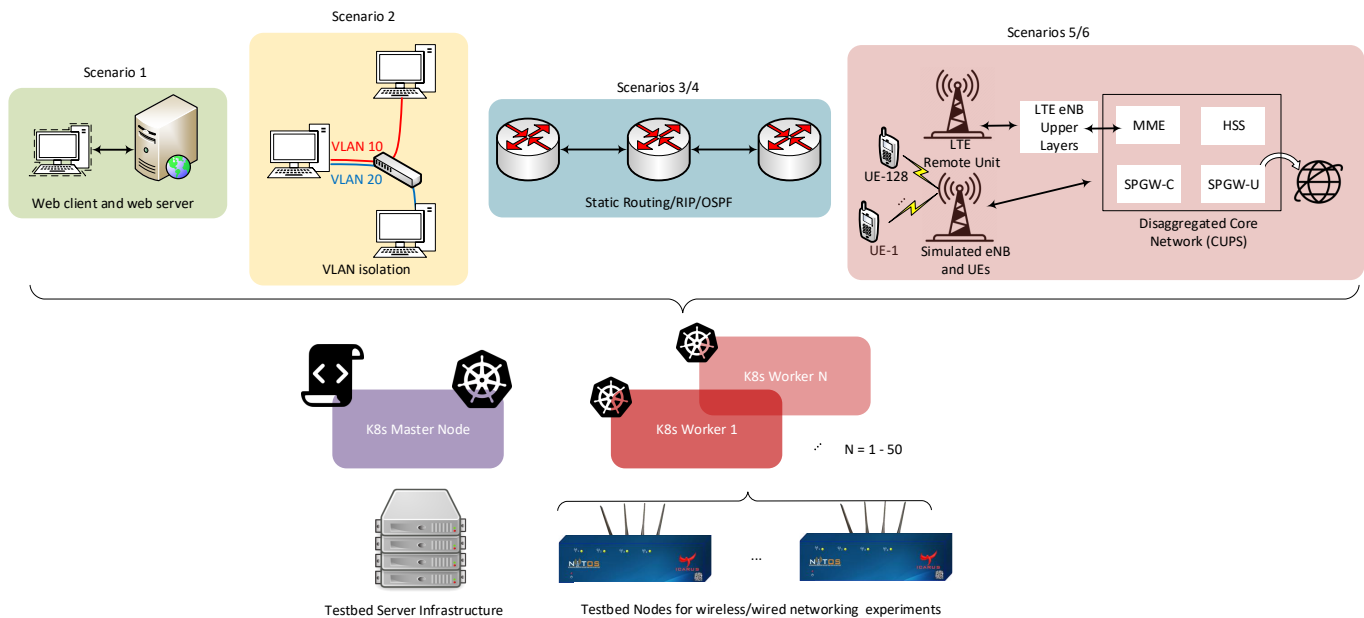 Scenario 1
Web client and web server
Scenario 2
VLAN 10
VLAN 20
VLAN isolation
Scenarios 3/4
Static Routing/RIP/OSPF
Scenarios 5/6
LTE
Remote Unit
LTE eNB
Upper
Layers
MME
HSS
SPGW-C
SPGW-U
Disaggregated Core
Network (CUPS)
UE-128
...
UE-1
Simulated eNB
and UEs
K8s Master Node
K8s Worker N
K8s Worker 1
... N = 1 - 50
NITOS
ICARUS
...
NITOS
ICARUS
Testbed Server Infrastructure
Testbed Nodes for wireless/wired networking experiments